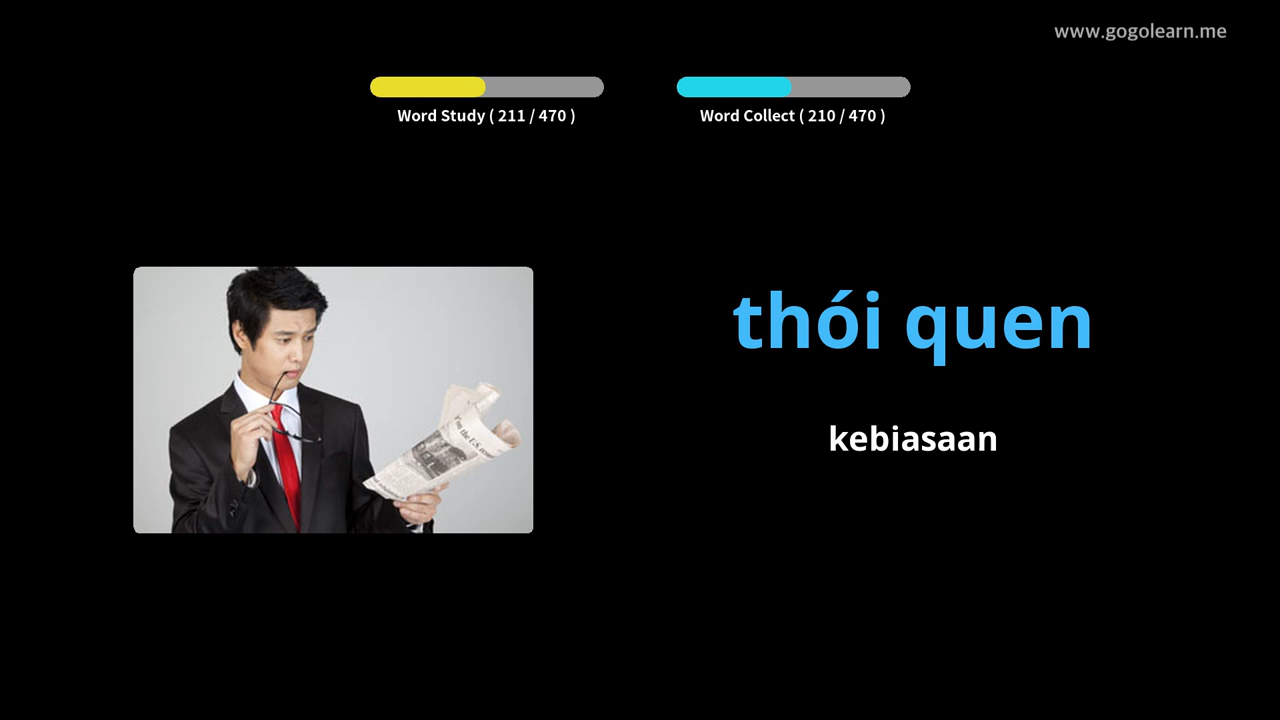 www.gogolearn.me
Word Study ( 211 / 470 )
Word Collect ( 210 / 470 )
thói quen
kebiasaan